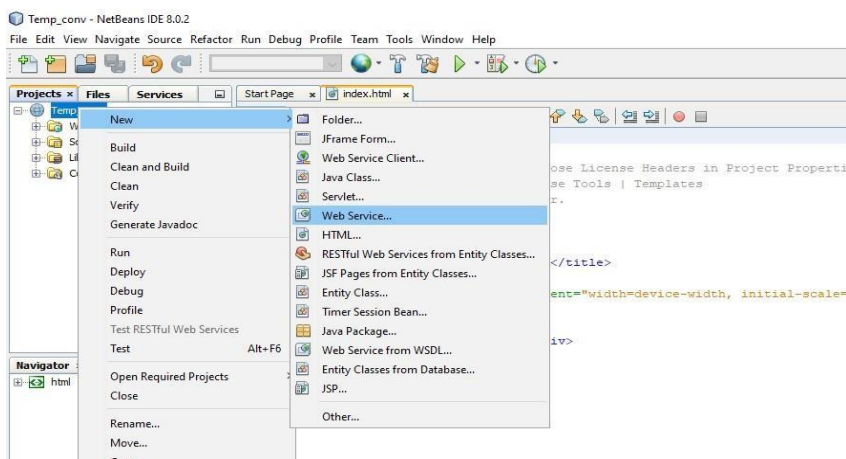 Temp_conv - NetBeans IDE 8.0.2
File Edit View Navigate Source Refactor Run Debug Profile Team Tools Window Help
Projects × Files Services
Start Page × index.html ×
Temp
W
Li
New
Build
Clean and Build
Clean
Verify
Generate Javadoc
Run
Deploy
Debug
Profile
Test RESTful Web Services
Test Alt+F6
Open Required Projects
Close
Rename...
Move...
Folder...
JFrame Form...
Web Service Client...
Java Class...
Servlet...
Web Service...
HTML...
RESTful Web Services from Entity Classes...
JSF Pages from Entity Classes...
Entity Class...
Timer Session Bean...
Java Package...
Web Service from WSDL...
Entity Classes from Database...
JSP...
Other...
ose License Headers in Project Properti
se Tools | Templates
r.
</title>
ent="width=device-width, initial-scale=
iv>
Navigator
html